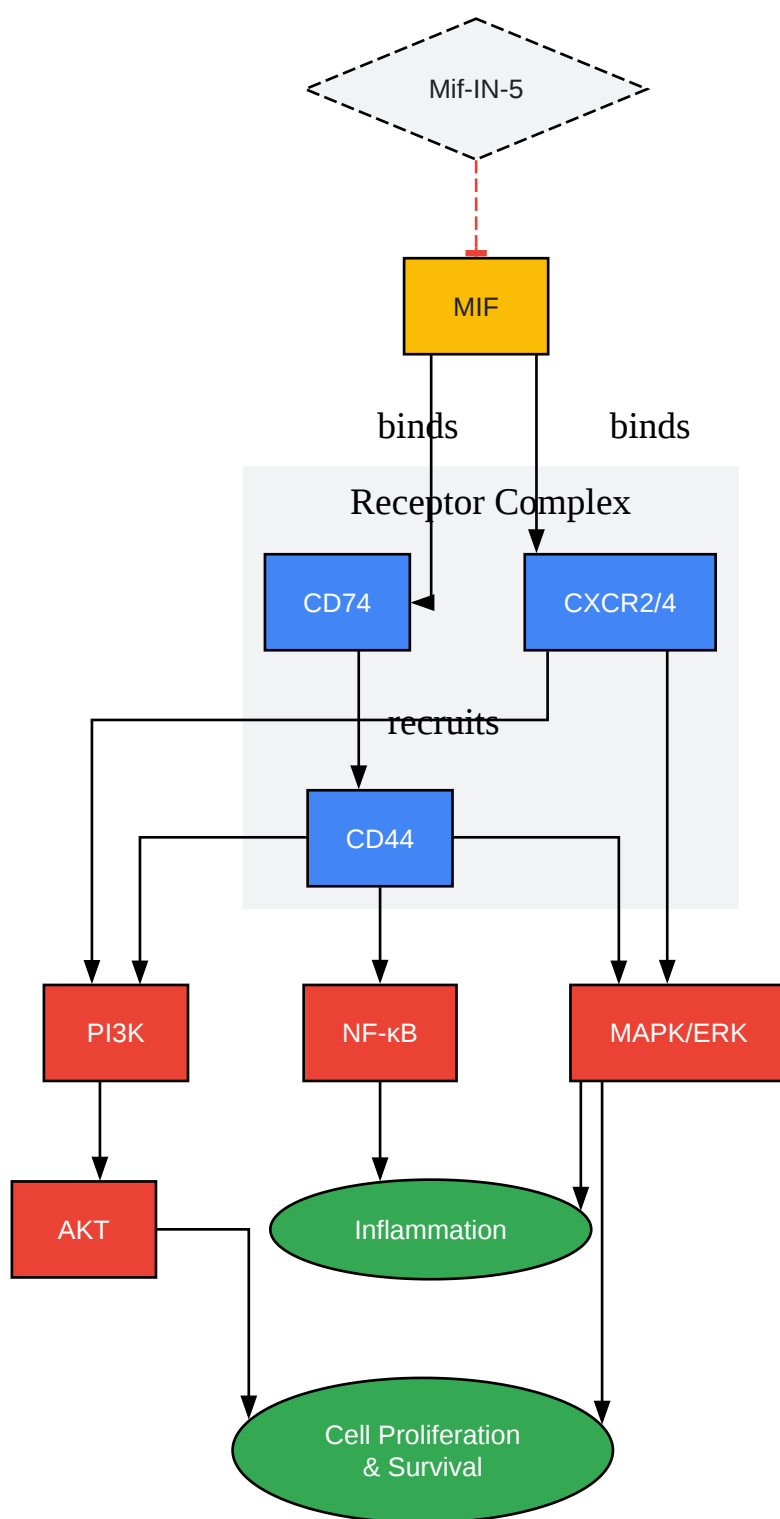 Mif-IN-5
MIF
binds
binds
Receptor Complex
CD74
CXCR2/4
recruits
CD44
PI3K
NF-κB
MAPK/ERK
AKT
Inflammation
Cell Proliferation
& Survival